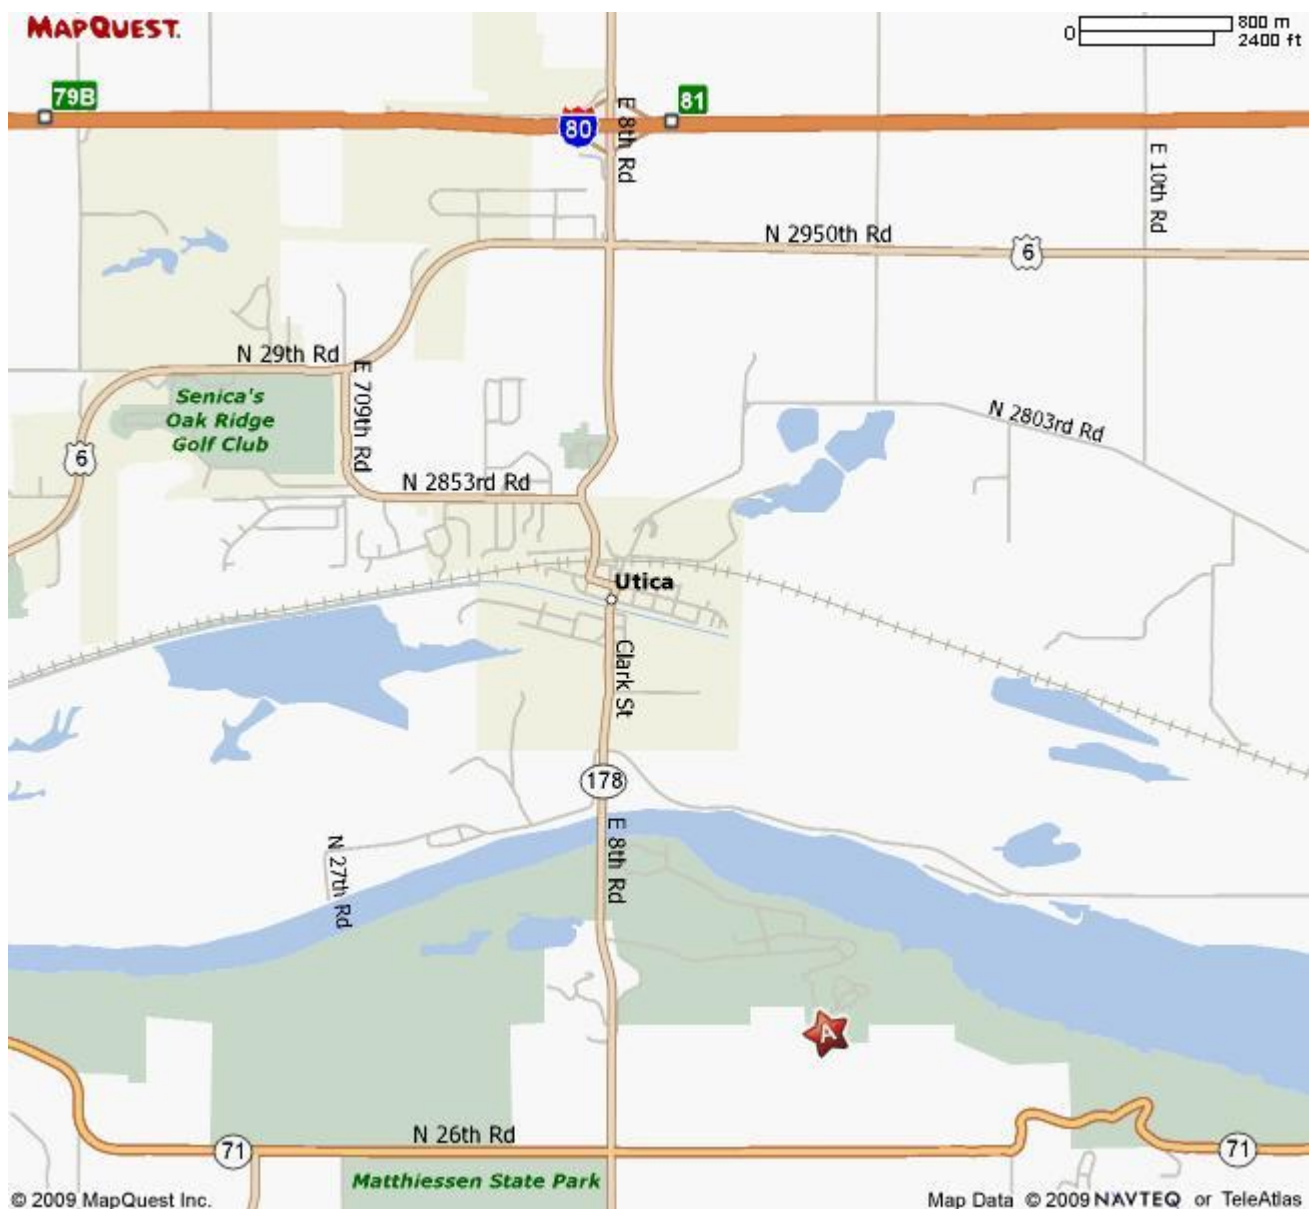 MAPQUEST.
0
800 m
2400 ft
79B
81
80
E 8th Rd
E 10th Rd
N 2950th Rd
6
N 29th Rd
E 709th Rd
Senica's
Oak Ridge
Golf Club
N 2803rd Rd
6
N 2853rd Rd
Utica
Clark St
178
E 8th Rd
N 27th Rd
A
N 26th Rd
71
71
Matthiessen State Park
© 2009 MapQuest Inc.
Map Data © 2009 NAVTEQ or TeleAtlas